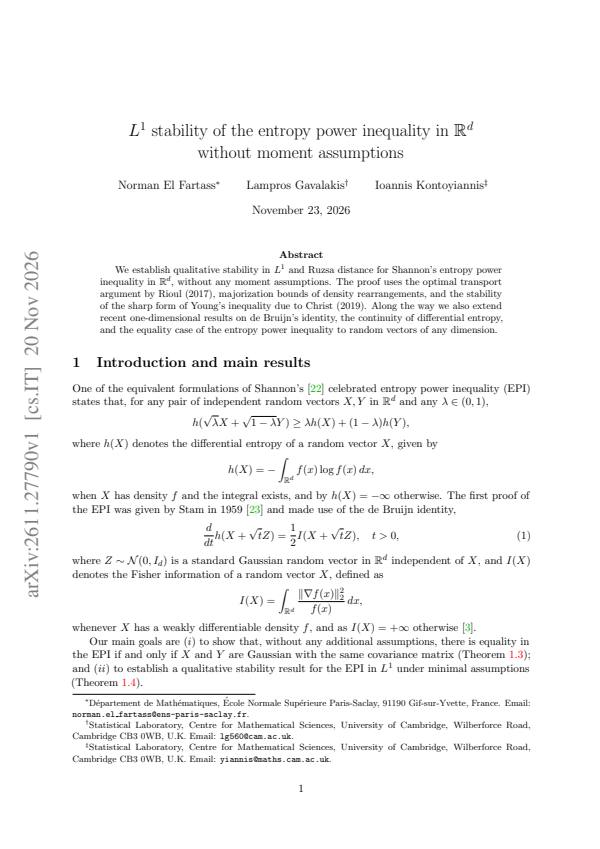 arXiv:2611.27790v1 [cs.IT] 20 Nov 2026
L¹ stability of the entropy power inequality in ℝᵈ
without moment assumptions
Norman El Fartass* Lampros Gavalakis† Ioannis Kontoyiannis‡
November 23, 2026
Abstract
We establish qualitative stability in L¹ and Ruzsa distance for Shannon's entropy power
inequality in ℝᵈ, without any moment assumptions. The proof uses the optimal transport
argument by Rioul (2017), majorization bounds of density rearrangements, and the stability
of the sharp form of Young's inequality due to Christ (2019). Along the way we also extend
recent one-dimensional results on de Bruijn's identity, the continuity of differential entropy,
and the equality case of the entropy power inequality to random vectors of any dimension.
1 Introduction and main results
One of the equivalent formulations of Shannon's [22] celebrated entropy power inequality (EPI)
states that, for any pair of independent random vectors X, Y in ℝᵈ and any λ ∈ (0, 1),
h(√λX + √1 − λY) ≥ λh(X) + (1 − λ)h(Y),
where h(X) denotes the differential entropy of a random vector X, given by
h(X) = − ∫_{ℝᵈ} f(x) log f(x) dx,
when X has density f and the integral exists, and by h(X) = −∞ otherwise. The first proof of
the EPI was given by Stam in 1959 [23] and made use of the de Bruijn identity,
d/dt h(X + √tZ) = 1/2 I(X + √tZ), t > 0, (1)
where Z ∼ N(0, I_d) is a standard Gaussian random vector in ℝᵈ independent of X, and I(X)
denotes the Fisher information of a random vector X, defined as
I(X) = ∫_{ℝᵈ} ‖∇f(x)‖₂² / f(x) dx,
whenever X has a weakly differentiable density f, and as I(X) = +∞ otherwise [3].
Our main goals are (i) to show that, without any additional assumptions, there is equality in
the EPI if and only if X and Y are Gaussian with the same covariance matrix (Theorem 1.3);
and (ii) to establish a qualitative stability result for the EPI in L¹ under minimal assumptions
(Theorem 1.4).
*Département de Mathématiques, École Normale Supérieure Paris-Saclay, 91190 Gif-sur-Yvette, France. Email:
norman.el_fartass@ens-paris-saclay.fr.
†Statistical Laboratory, Centre for Mathematical Sciences, University of Cambridge, Wilberforce Road,
Cambridge CB3 0WB, U.K. Email: lg560@cam.ac.uk.
‡Statistical Laboratory, Centre for Mathematical Sciences, University of Cambridge, Wilberforce Road,
Cambridge CB3 0WB, U.K. Email: yiannis@maths.cam.ac.uk.
1